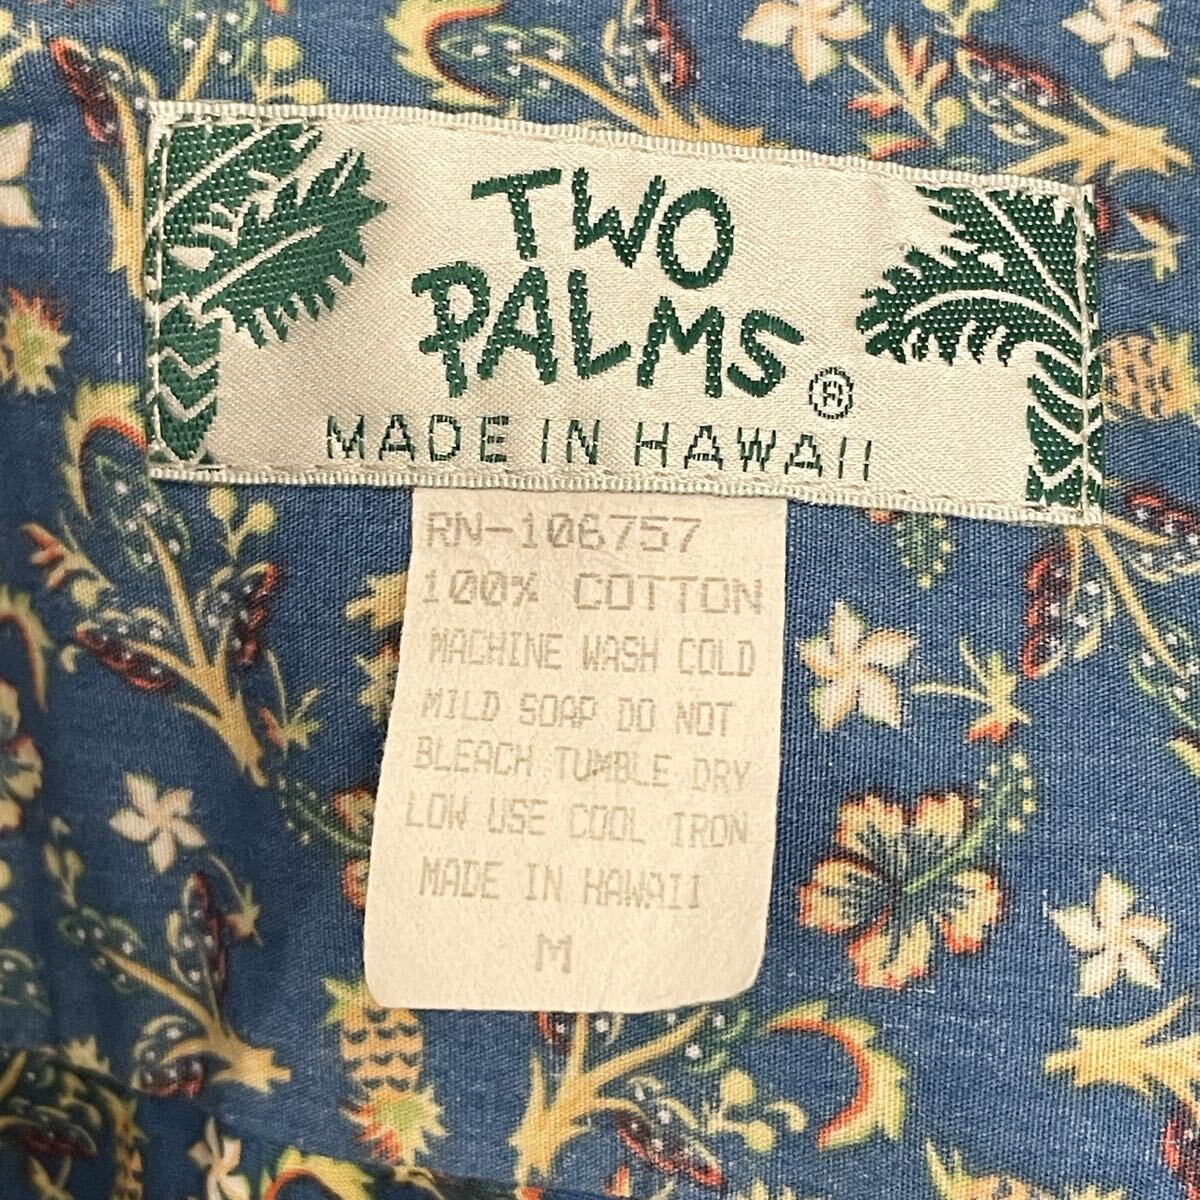 TWO
PALMS®
MADE IN HAWAII
RN-106757
100% COTTON
MACHINE WASH COLD
MILD SOAP DO NOT
BLEACH TUMBLE DRY
LOW USE COOL IRON
MADE IN HAWAII
M